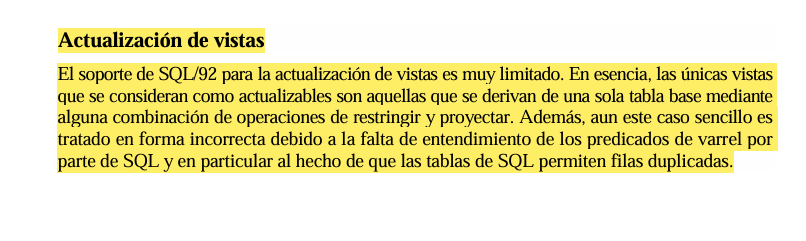 Actualización de vistas
El soporte de SQL/92 para la actualización de vistas es muy limitado. En esencia, las únicas vistas
que se consideran como actualizables son aquellas que se derivan de una sola tabla base mediante
alguna combinación de operaciones de restringir y proyectar. Además, aun este caso sencillo es
tratado en forma incorrecta debido a la falta de entendimiento de los predicados de varrel por
parte de SQL y en particular al hecho de que las tablas de SQL permiten filas duplicadas.